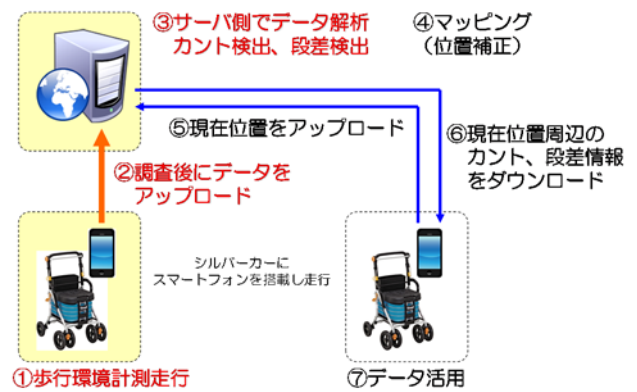 ③サーバ側でデータ解析
カント検出、段差検出
④マッピング
（位置補正）
⑤現在位置をアップロード
⑥現在位置周辺の
カント、段差情報
をダウンロード
②調査後にデータを
アップロード
シルバーカーに
スマートフォンを搭載し走行
①歩行環境計測走行
⑦データ活用